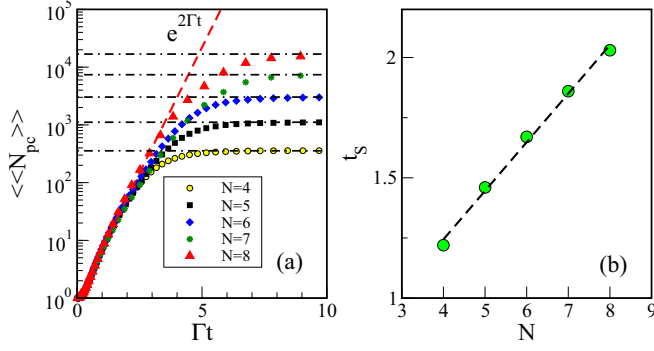 10^5
10^4
10^3
10^2
10^1
10^0
<<N_pc>>
e^2Γt
N=4
N=5
N=6
N=7
N=8
(a)
0 5 10
Γt
2
1.5
1
t_S
(b)
3 4 5 6 7 8 9
N